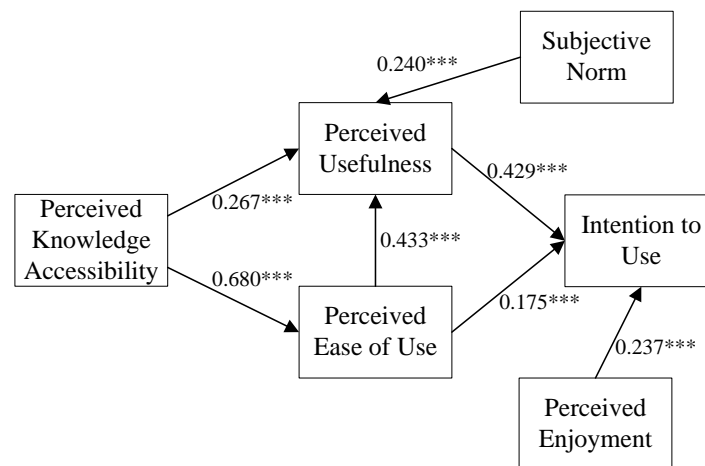 Subjective
Norm
0.240***
Perceived
Usefulness
0.429***
0.267***
Perceived
Knowledge
Accessibility
Intention to
Use
0.433***
0.680***
Perceived
Ease of Use
0.175***
0.237***
Perceived
Enjoyment